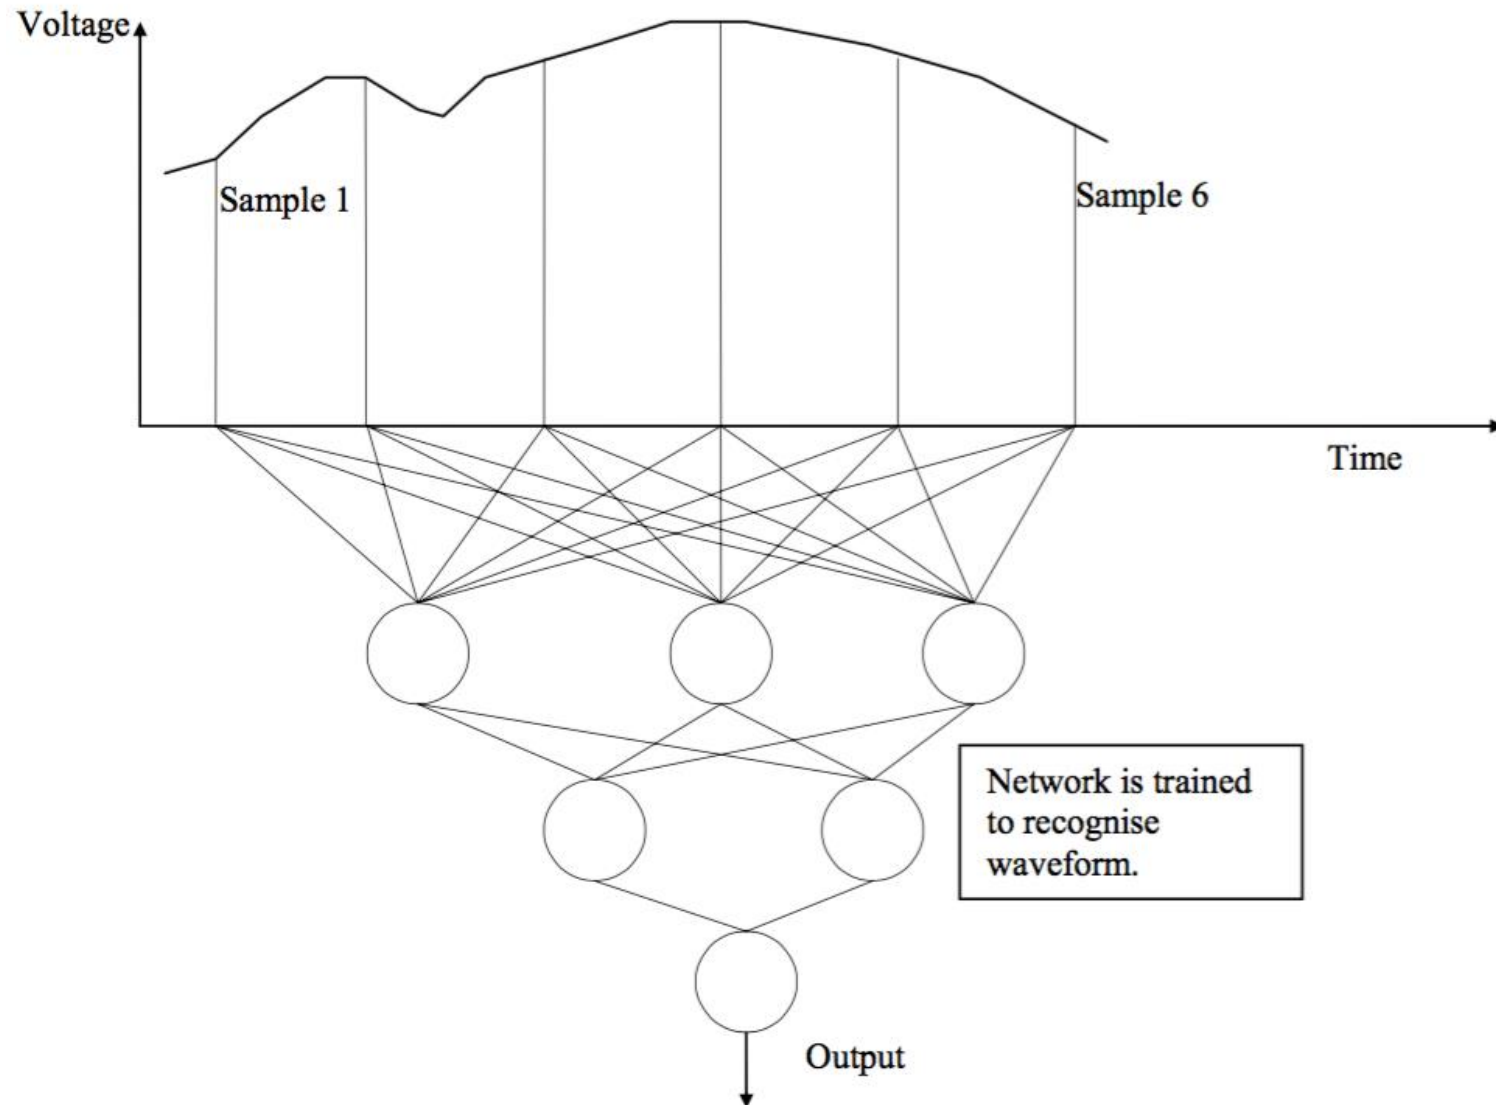 Voltage
Sample 1
Sample 6
Time
Network is trained
to recognise
waveform.
Output